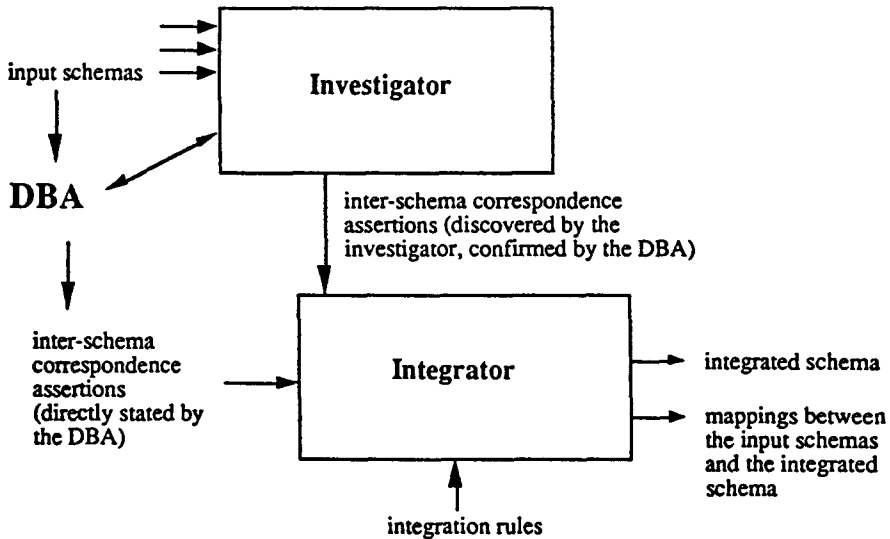 input schemas
Investigator
DBA
inter-schema correspondence
assertions (discovered by the
investigator, confirmed by the DBA)
inter-schema
correspondence
assertions
(directly stated by
the DBA)
Integrator
integrated schema
mappings between
the input schemas
and the integrated
schema
integration rules